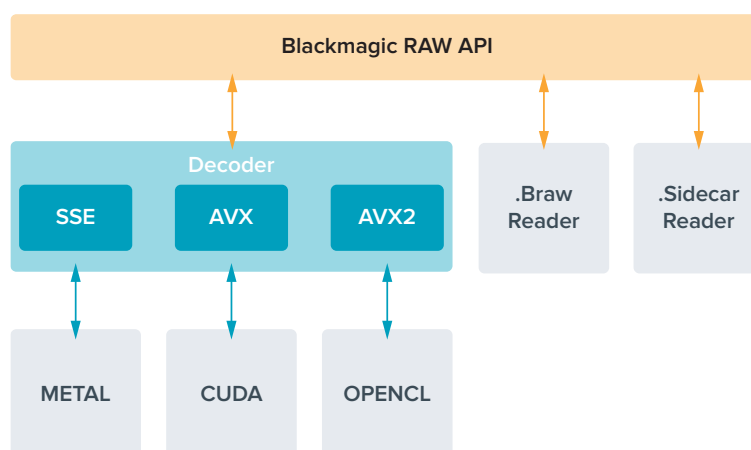 Blackmagic RAW API
Decoder
SSE
AVX
AVX2
.Braw
Reader
.Sidecar
Reader
METAL
CUDA
OPENCL